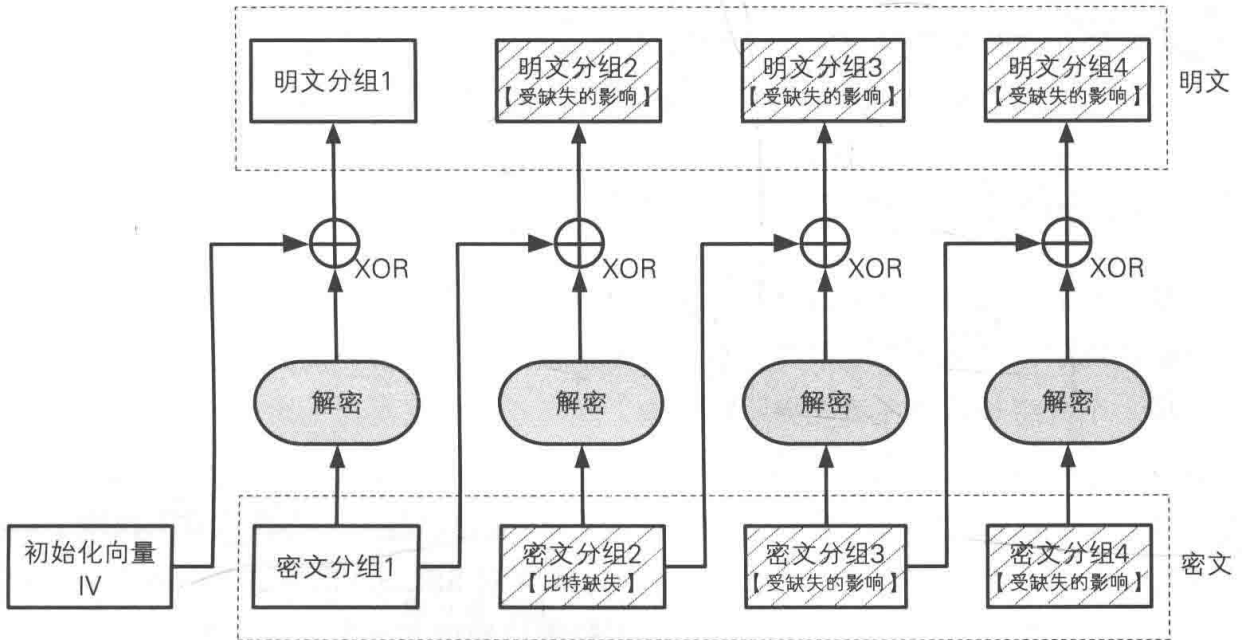 明文分组1
明文分组2
【受缺失的影响】
明文分组3
【受缺失的影响】
明文分组4
【受缺失的影响】
明文
XOR
XOR
XOR
XOR
解密
解密
解密
解密
初始化向量
IV
密文分组1
密文分组2
【比特缺失】
密文分组3
【受缺失的影响】
密文分组4
【受缺失的影响】
密文